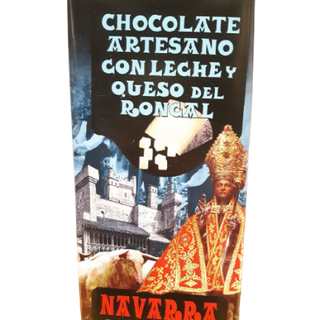 CHOCOLATE
ARTESANO
CON LECHE Y
QUESO DEL
RONCAL
NAVARRA